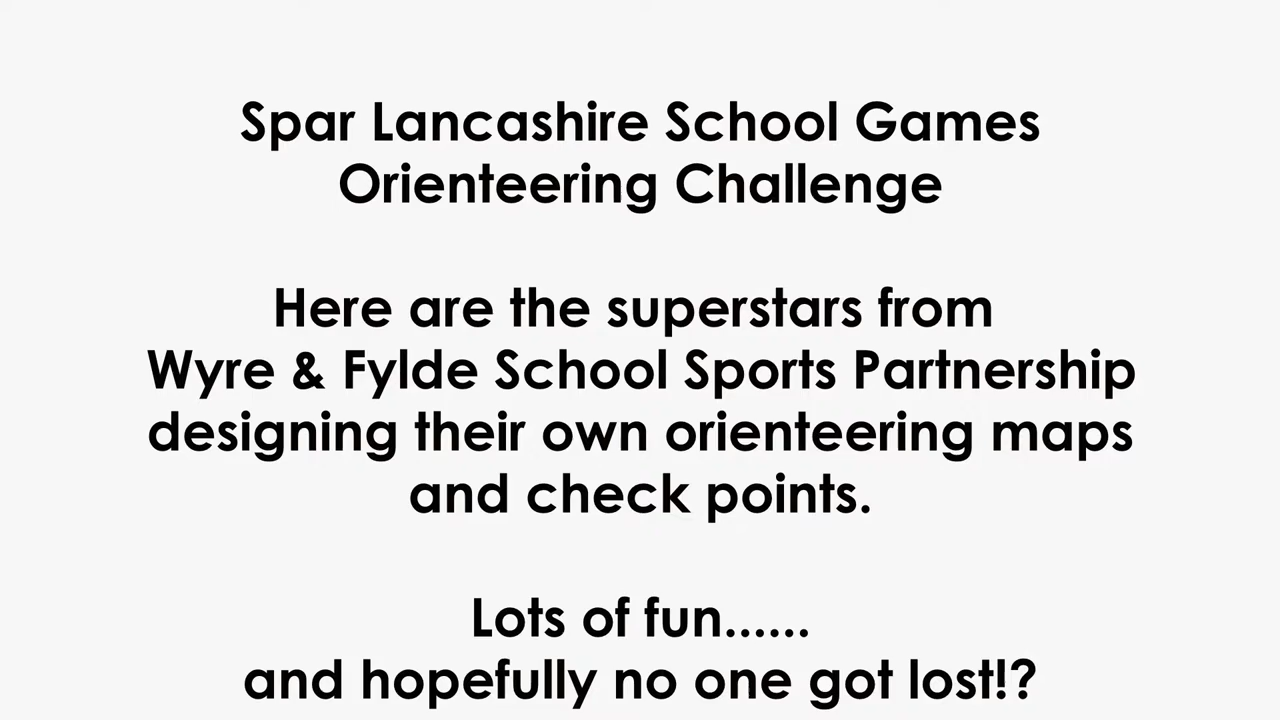 Spar Lancashire School Games
Orienteering Challenge
Here are the superstars from
Wyre & Fylde School Sports Partnership
designing their own orienteering maps
and check points.
Lots of fun......
and hopefully no one got lost!?